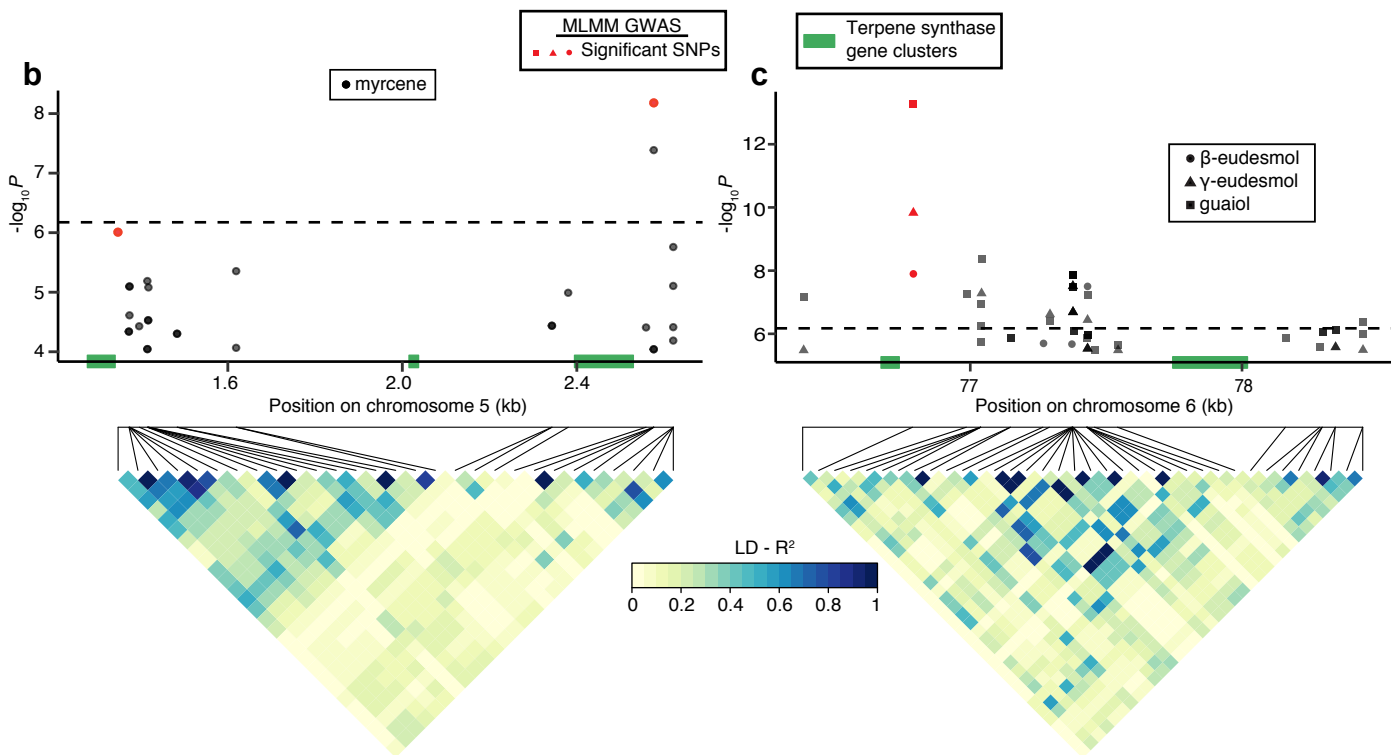 MLMM GWAS
Significant SNPs
Terpene synthase
gene clusters
b
myrcene
8
7
6
5
4
-log10P
1.6
2.0
2.4
Position on chromosome 5 (kb)
c
β-eudesmol
γ-eudesmol
guaiol
12
10
8
6
-log10P
77
78
Position on chromosome 6 (kb)
LD - R²
0
0.2
0.4
0.6
0.8
1